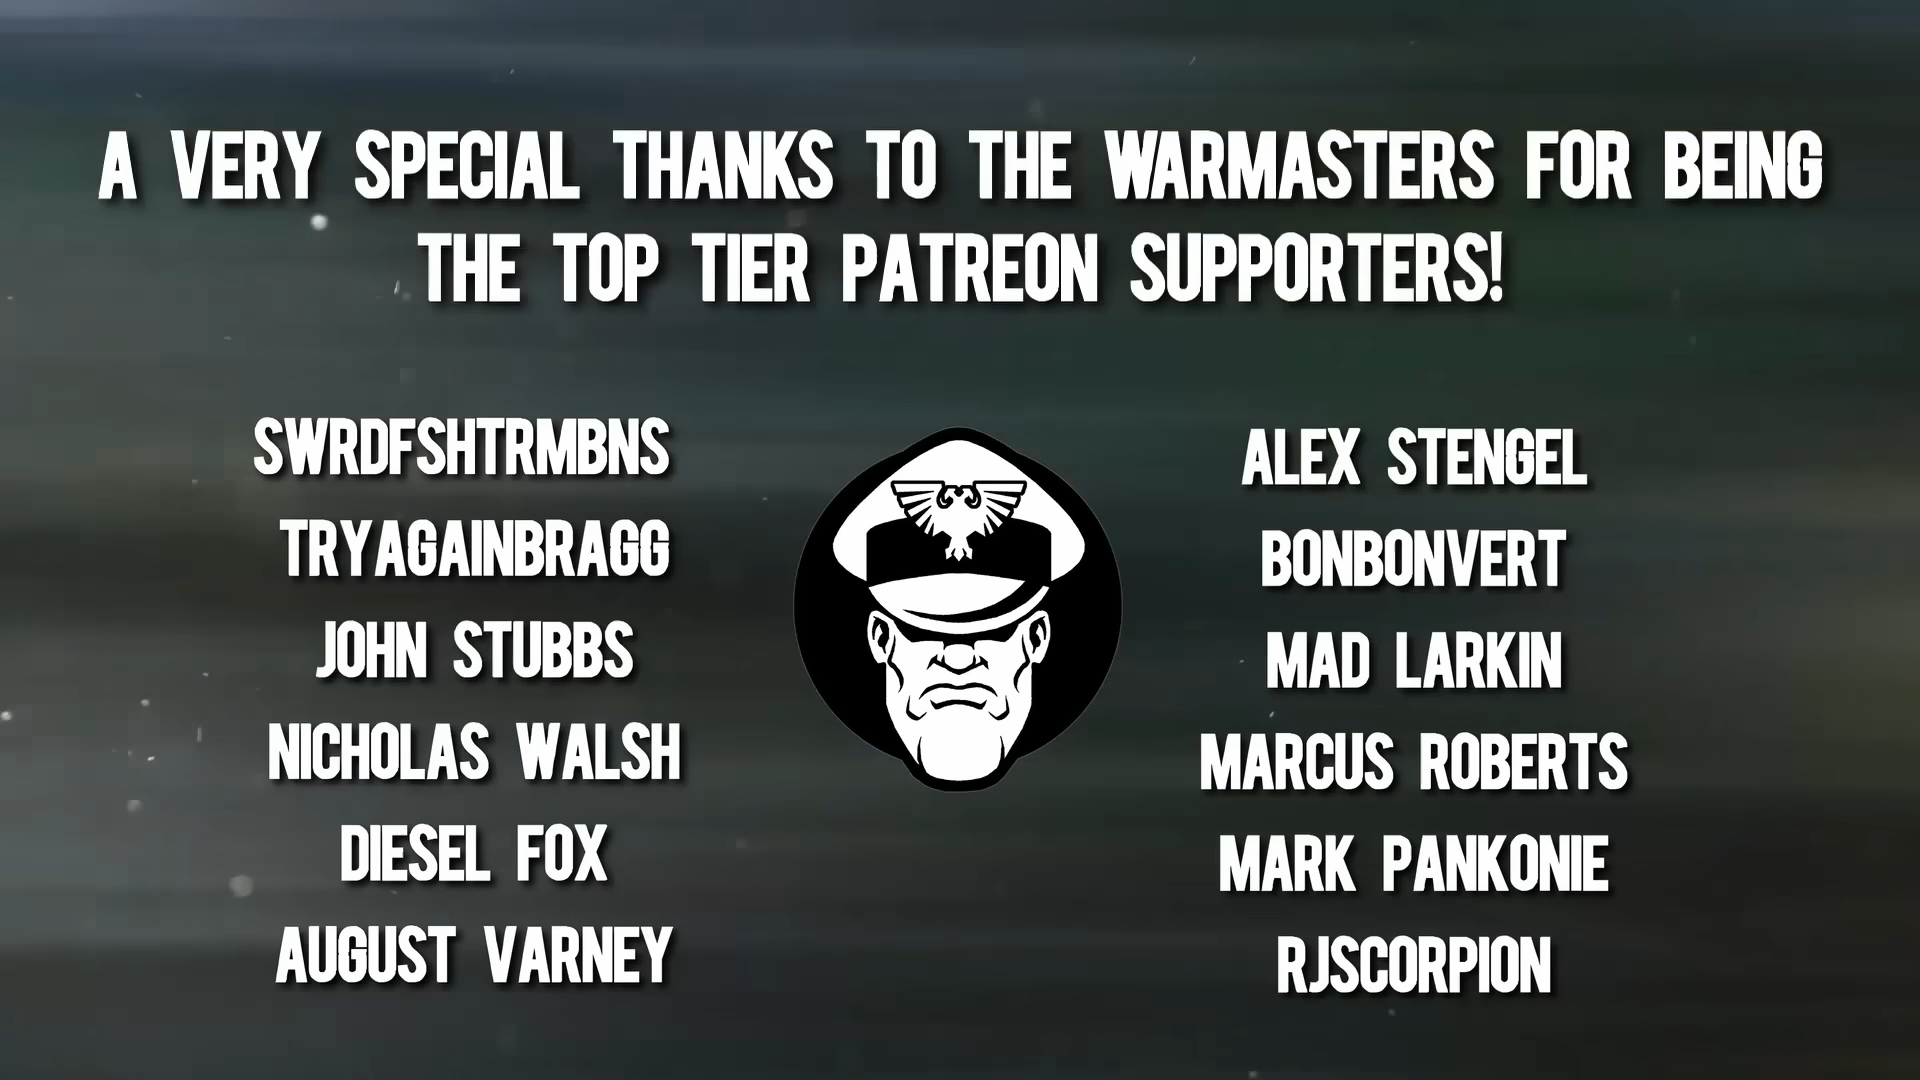 A VERY SPECIAL THANKS TO THE WARMASTERS FOR BEING
THE TOP TIER PATREON SUPPORTERS!
SWRDFSHTRMBNS
TRYAGAINBRAGG
JOHN STUBBS
NICHOLAS WALSH
DIESEL FOX
AUGUST VARNEY
ALEX STENGEL
BONBONVERT
MAD LARKIN
MARCUS ROBERTS
MARK PANKONIE
RJSCORPION